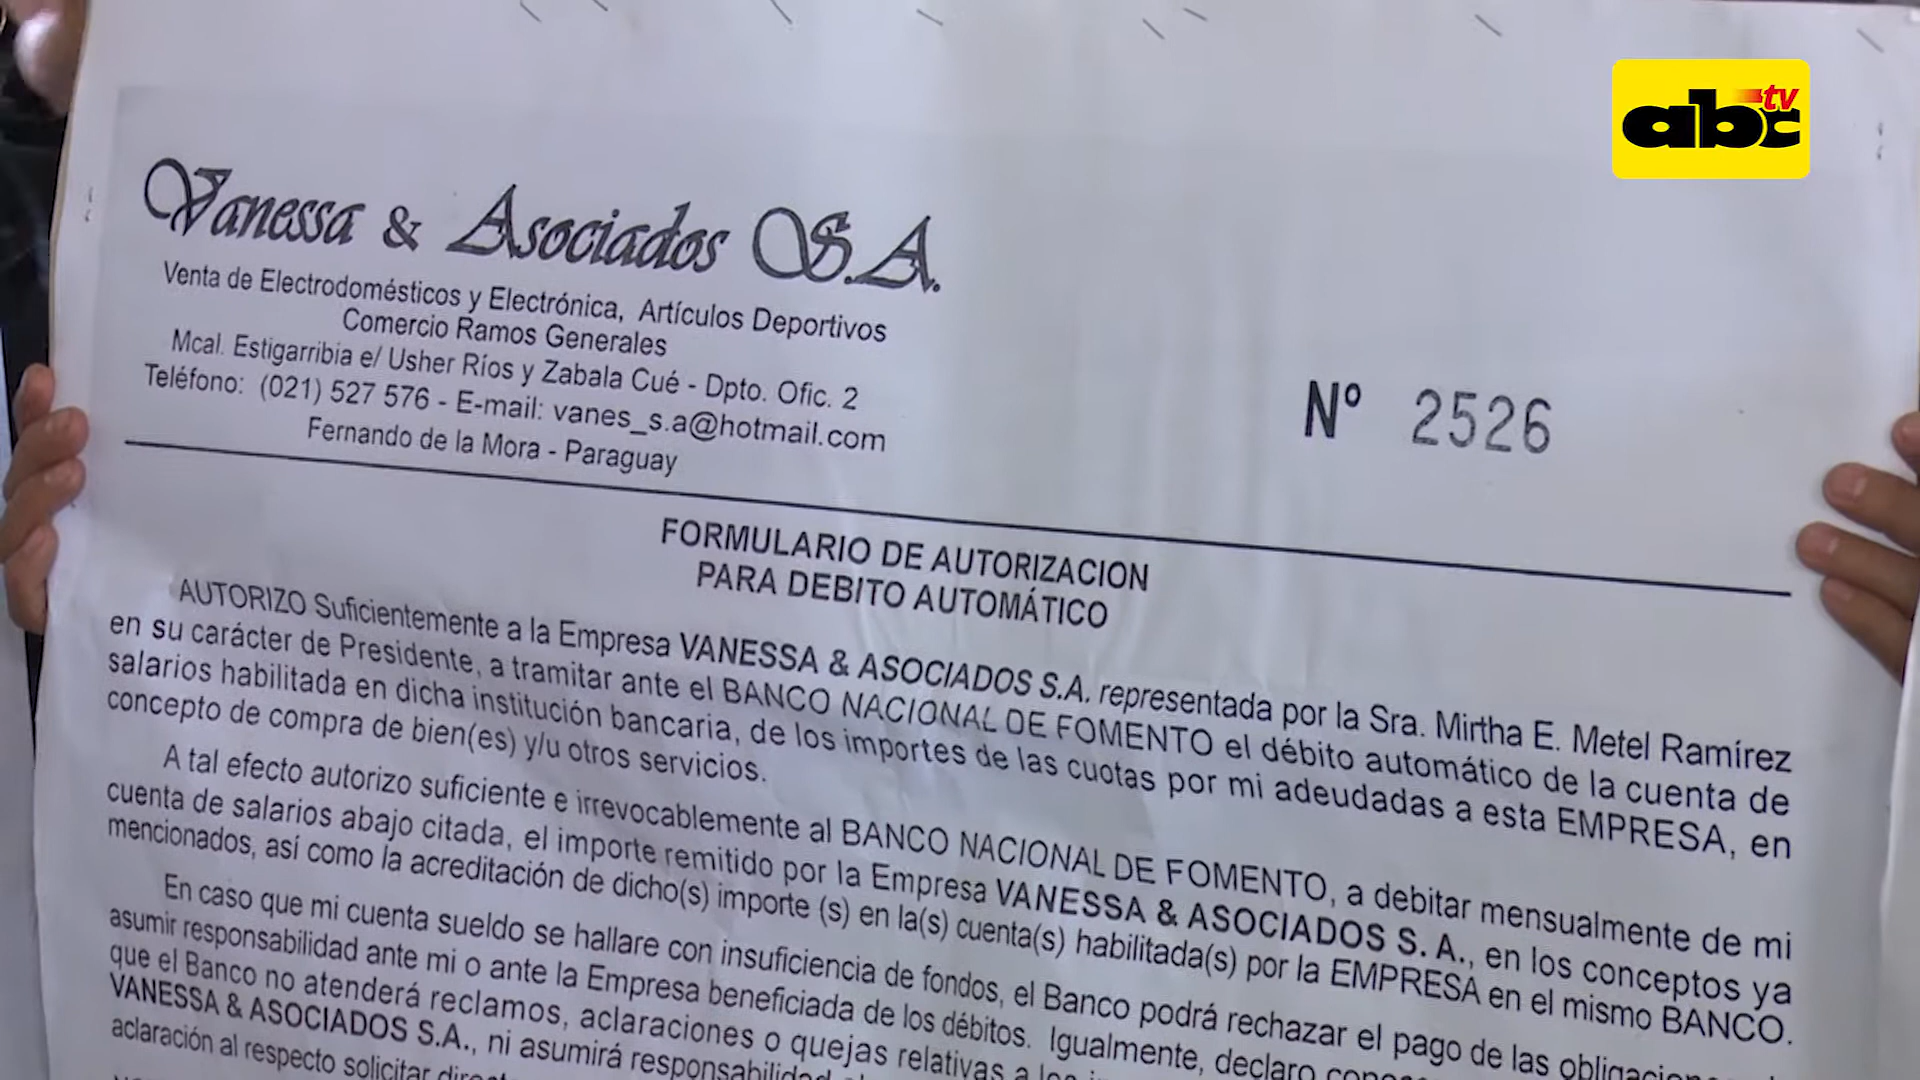 abc tv
Vanessa & Asociados S.A.
Venta de Electrodomésticos y Electrónica, Artículos Deportivos
Comercio Ramos Generales
Mcal. Estigarribia e/ Usher Ríos y Zabala Cué - Dpto. Ofic. 2
Teléfono: (021) 527 576 - E-mail: vanes_s.a@hotmail.com
Fernando de la Mora - Paraguay
Nº 2526
FORMULARIO DE AUTORIZACION
PARA DEBITO AUTOMÁTICO
AUTORIZO Suficientemente a la Empresa VANESSA & ASOCIADOS S.A. representada por la Sra. Mirtha E. Metel Ramírez
en su carácter de Presidente, a tramitar ante el BANCO NACIONAL DE FOMENTO el débito automático de la cuenta de
salarios habilitada en dicha institución bancaria, de los importes de las cuotas por mi adeudadas a esta EMPRESA, en
concepto de compra de bien(es) y/u otros servicios.
A tal efecto autorizo suficiente e irrevocablemente al BANCO NACIONAL DE FOMENTO, a debitar mensualmente de mi
cuenta de salarios abajo citada, el importe remitido por la Empresa VANESSA & ASOCIADOS S. A., en los conceptos ya
mencionados, así como la acreditación de dicho(s) importe (s) en la(s) cuenta(s) habilitada(s) por la EMPRESA en el mismo BANCO.
En caso que mi cuenta sueldo se hallare con insuficiencia de fondos, el Banco podrá rechazar el pago de las
asumir responsabilidad ante mi o ante la Empresa beneficiada de los débitos. Igualmente, declaro
que el Banco no atenderá reclamos, aclaraciones o quejas relativas a
VANESSA & ASOCIADOS S.A., ni asumirá
aclaración al respecto solicitar